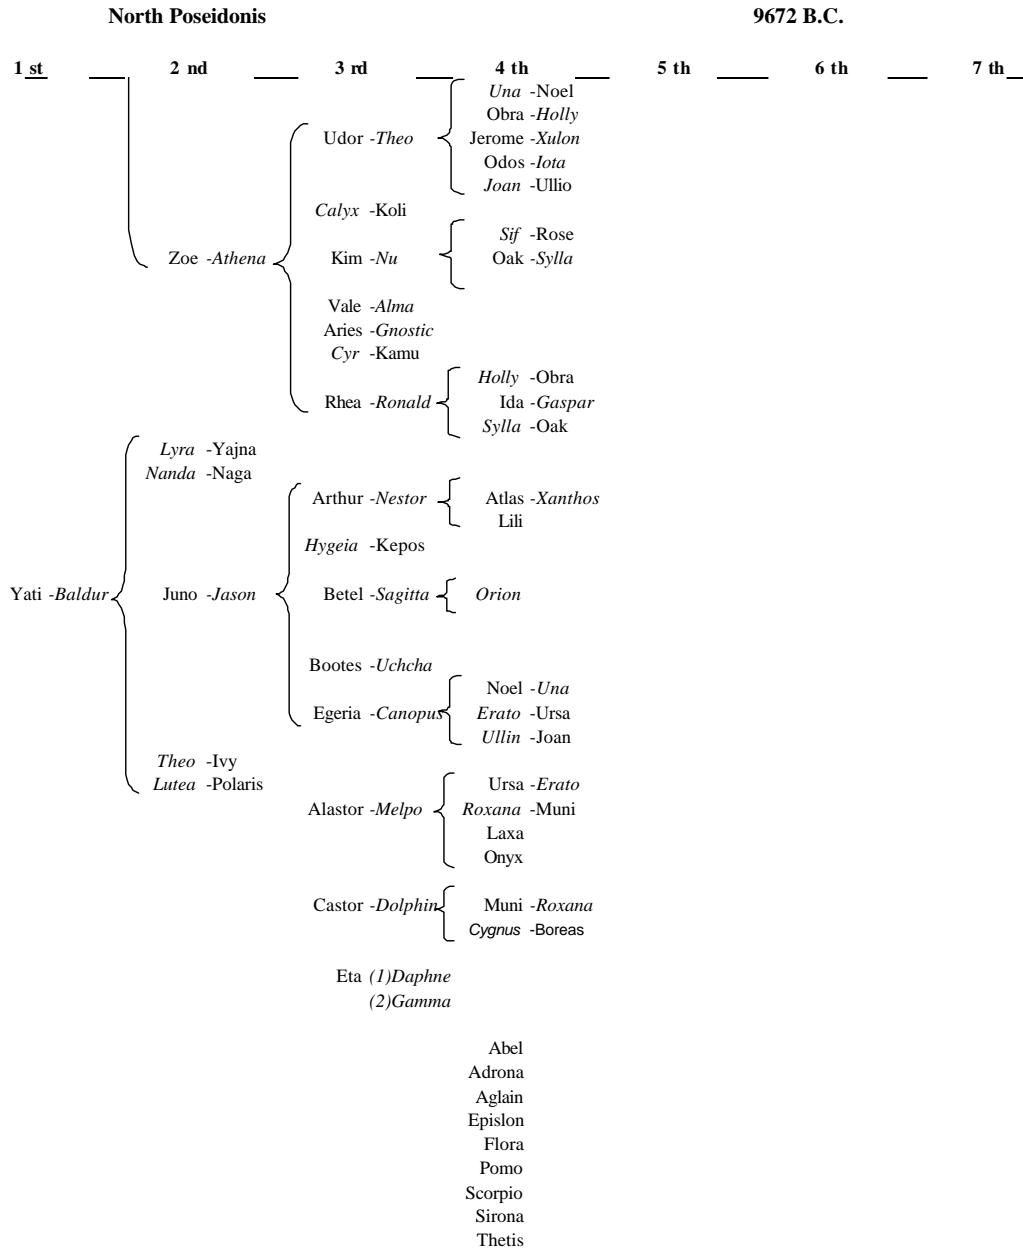 North Poseidonis 9672 B.C.
1 st 2 nd 3 rd 4 th 5 th 6 th 7 th
Una -Noel
Obra -Holly
Udor -Theo Jerome -Xulon
Odos -Iota
Joan -Ullio
Calyx -Koli
Sif -Rose
Zoe -Athena Kim -Nu Oak -Sylla
Vale -Alma
Aries -Gnostic
Cyr -Kamu
Holly -Obra
Rhea -Ronald Ida -Gaspar
Sylla -Oak
Lyra -Yajna
Nanda -Naga
Arthur -Nestor Atlas -Xanthos
Lili
Hygeia -Kepos
Yati -Baldur Juno -Jason Betel -Sagitta Orion
Bootes -Uchcha
Noel -Una
Egeria -Canopus Erato -Ursa
Ullin -Joan
Theo -Ivy
Lutea -Polaris Ursa -Erato
Alastor -Melpo Roxana -Muni
Laxa
Onyx
Castor -Dolphin Muni -Roxana
Cygnus -Boreas
Eta (1)Daphne
(2)Gamma
Abel
Adrona
Aglain
Epislon
Flora
Pomo
Scorpio
Sirona
Thetis